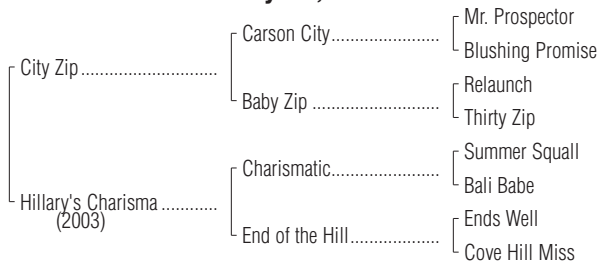 Mr. Prospector
Carson City
Blushing Promise
City Zip
Relaunch
Baby Zip
Thirty Zip
Summer Squall
Charismatic
Bali Babe
Hillary's Charisma
(2003)
Ends Well
End of the Hill
Cove Hill Miss